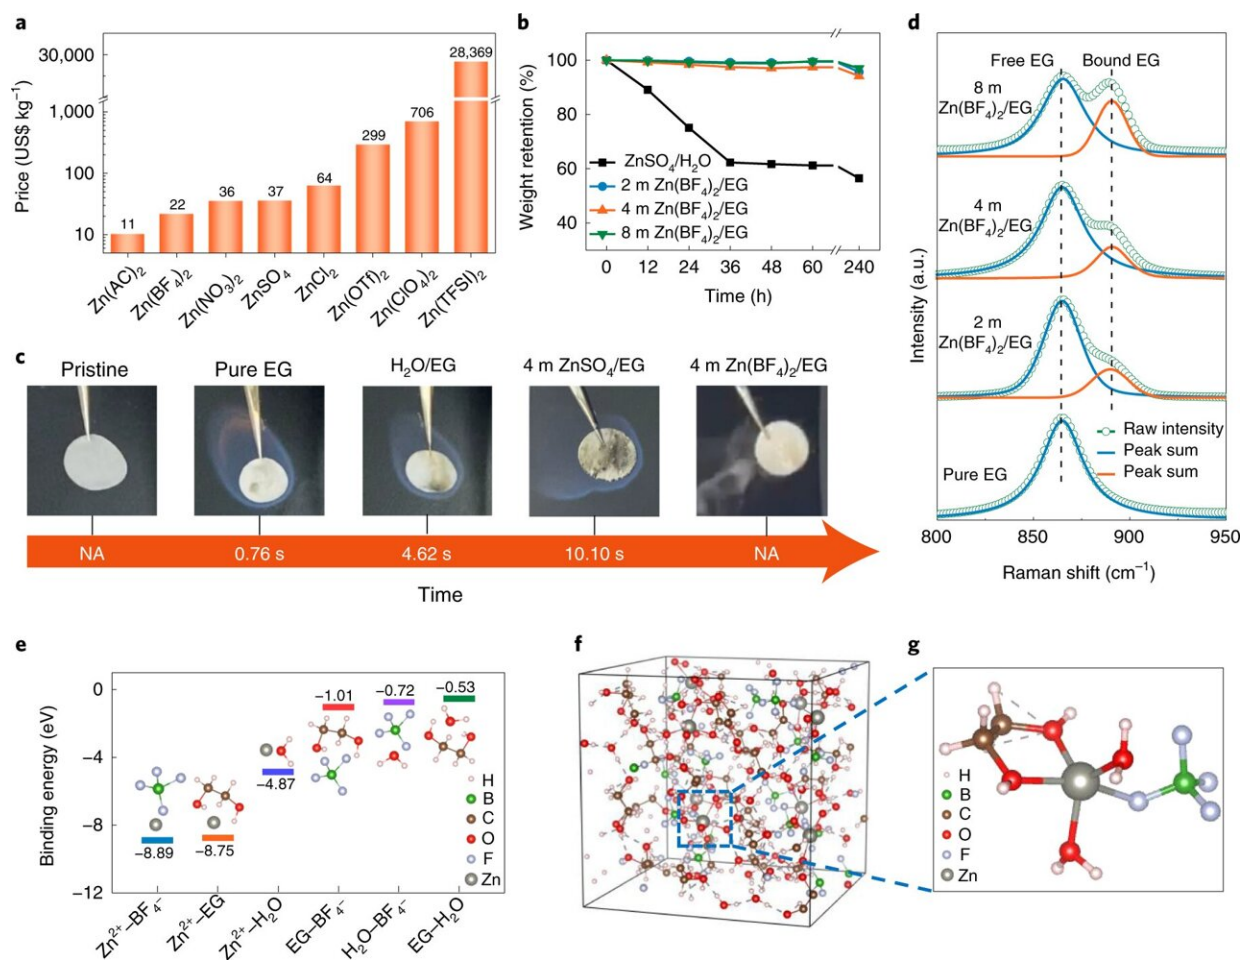 a
Price (US$ kg⁻¹)
30,000
1,000
100
10
11
22
36
37
64
299
706
28,369
Zn(AC)₂
Zn(BF₄)₂
Zn(NO₃)₂
ZnSO₄
ZnCl₂
Zn(OTf)₂
Zn(ClO₄)₂
Zn(TFSI)₂
b
Weight retention (%)
100
80
60
40
ZnSO₄/H₂O
2 m Zn(BF₄)₂/EG
4 m Zn(BF₄)₂/EG
8 m Zn(BF₄)₂/EG
0
12
24
36
48
60
240
Time (h)
c
Pristine
Pure EG
H₂O/EG
4 m ZnSO₄/EG
4 m Zn(BF₄)₂/EG
NA
0.76 s
4.62 s
10.10 s
NA
Time
d
Free EG
Bound EG
8 m
Zn(BF₄)₂/EG
4 m
Zn(BF₄)₂/EG
2 m
Zn(BF₄)₂/EG
Pure EG
Raw intensity
Peak sum
Peak sum
Intensity (a.u.)
800
850
900
950
Raman shift (cm⁻¹)
e
Binding energy (eV)
0
−4
−8
−12
−8.89
−8.75
−4.87
−1.01
−0.72
−0.53
H
B
C
O
F
Zn
Zn²⁺–BF₄⁻
Zn²⁺–EG
Zn²⁺–H₂O
EG–BF₄⁻
H₂O–BF₄⁻
EG–H₂O
f
g
H
B
C
O
F
Zn